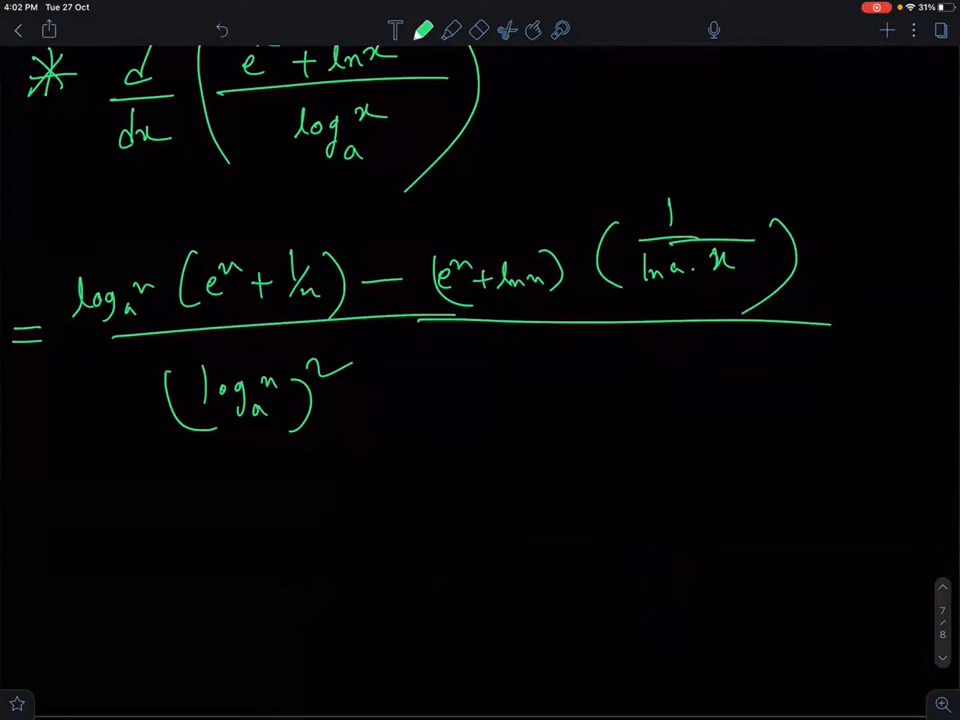 4:02 PM Tue 27 Oct
31%
T
* d/dx ( (e + ln x) / (log_a x) )
= ( log_a x (e^x + 1/x) − (e^x + ln x) ( 1 / (ln a · x) ) ) / (log_a x)^2
7
/
8